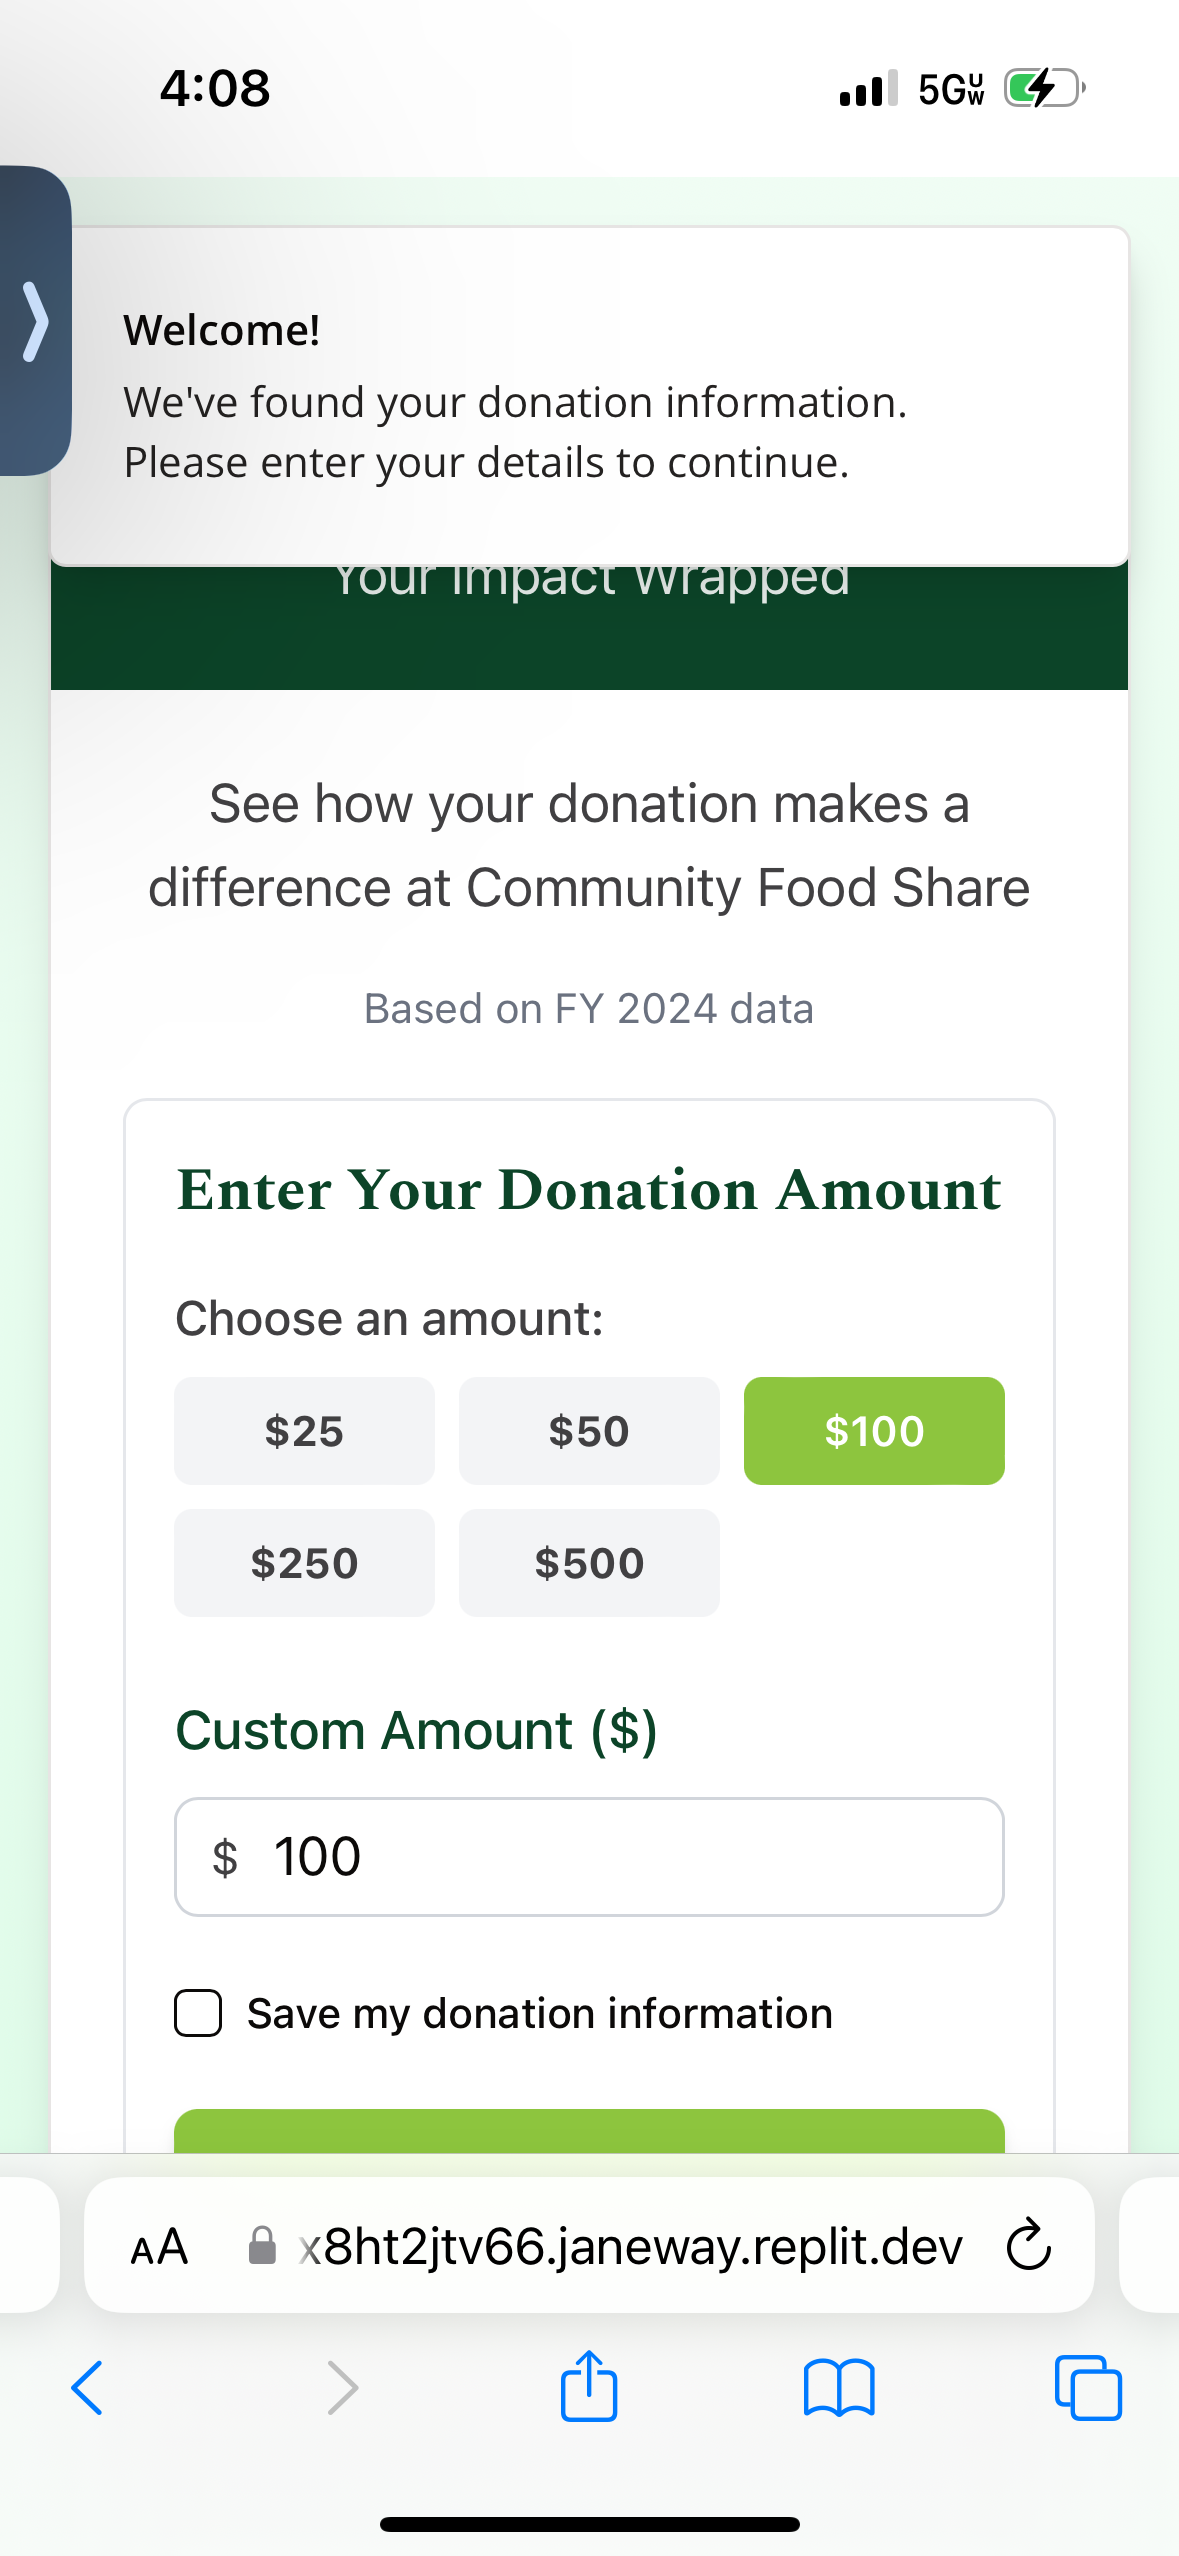 4:08
5G UW
Welcome!
We've found your donation information.
Please enter your details to continue.
Your Impact Wrapped
See how your donation makes a
difference at Community Food Share
Based on FY 2024 data
Enter Your Donation Amount
Choose an amount:
$25 $50 $100
$250 $500
Custom Amount ($)
$ 100
Save my donation information
AA x8ht2jtv66.janeway.replit.dev